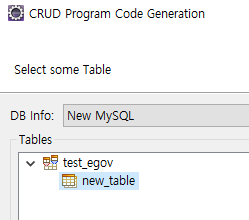 CRUD Program Code Generation
Select some Table
DB Info: New MySQL
Tables
test_egov
new_table